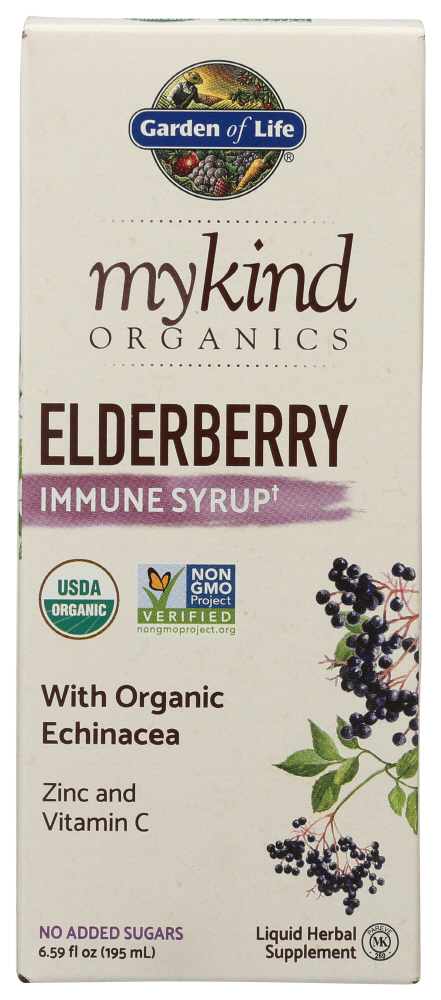 Garden of Life
®
mykind
ORGANICS
ELDERBERRY
IMMUNE SYRUP†
USDA
ORGANIC
NON
GMO
Project
VERIFIED
nongmoproject.org
With Organic
Echinacea
Zinc and
Vitamin C
NO ADDED SUGARS
6.59 fl oz (195 mL)
Liquid Herbal
Supplement
PAREVE
MK
269